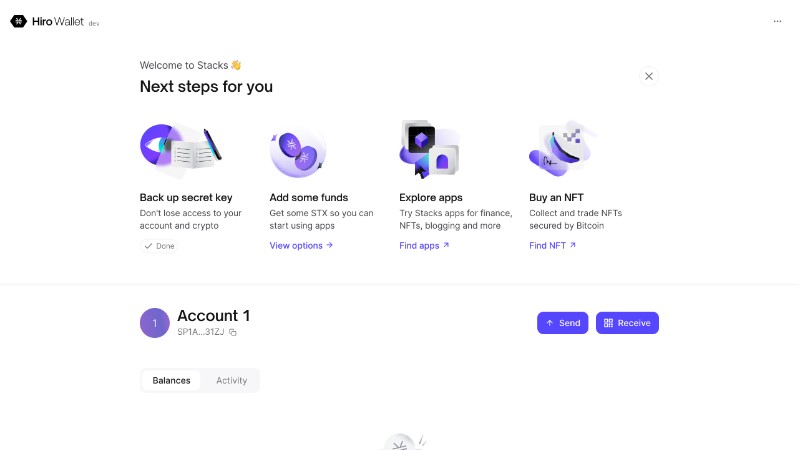 Hiro Wallet dev
Welcome to Stacks 👋
Next steps for you
Back up secret key
Don't lose access to your
account and crypto
Done
Add some funds
Get some STX so you can
start using apps
View options →
Explore apps
Try Stacks apps for finance,
NFTs, blogging and more
Find apps ↗
Buy an NFT
Collect and trade NFTs
secured by Bitcoin
Find NFT ↗
1
Account 1
SP1A...31ZJ
↑ Send
Receive
Balances
Activity